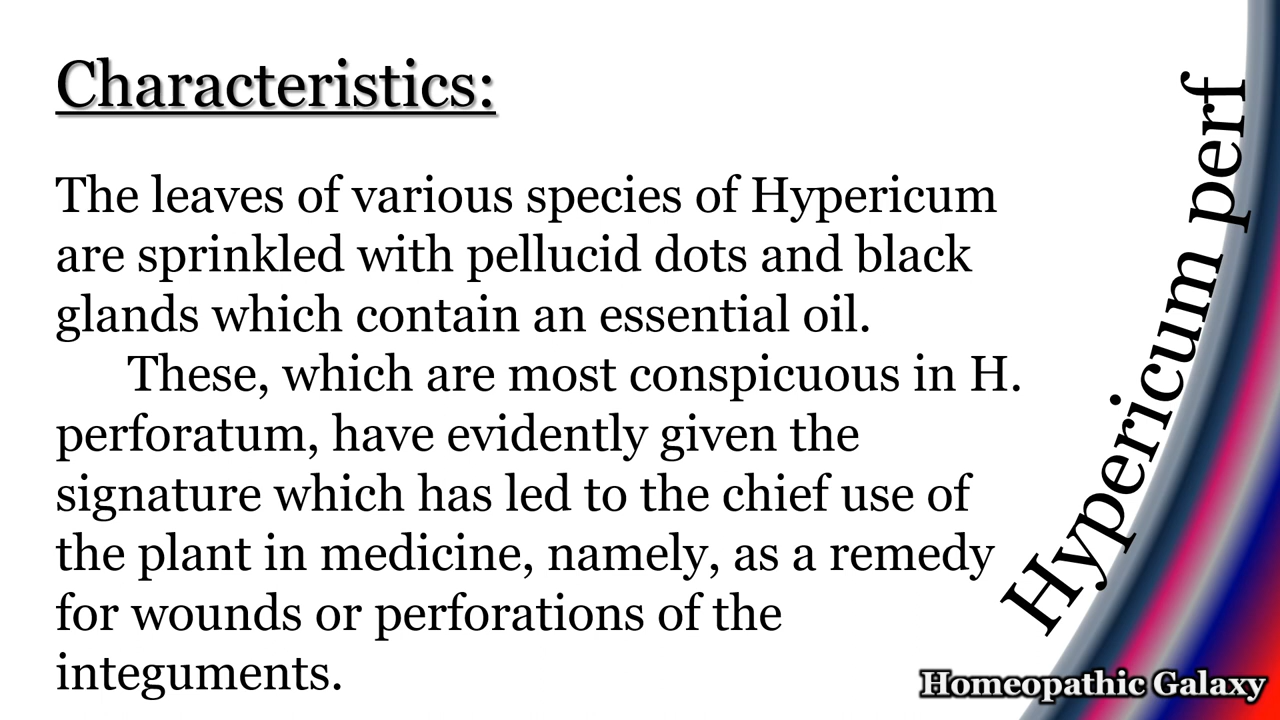 Characteristics:
The leaves of various species of Hypericum
are sprinkled with pellucid dots and black
glands which contain an essential oil.
These, which are most conspicuous in H.
perforatum, have evidently given the
signature which has led to the chief use of
the plant in medicine, namely, as a remedy
for wounds or perforations of the
integuments.
Hypericum perf
Homeopathic Galaxy